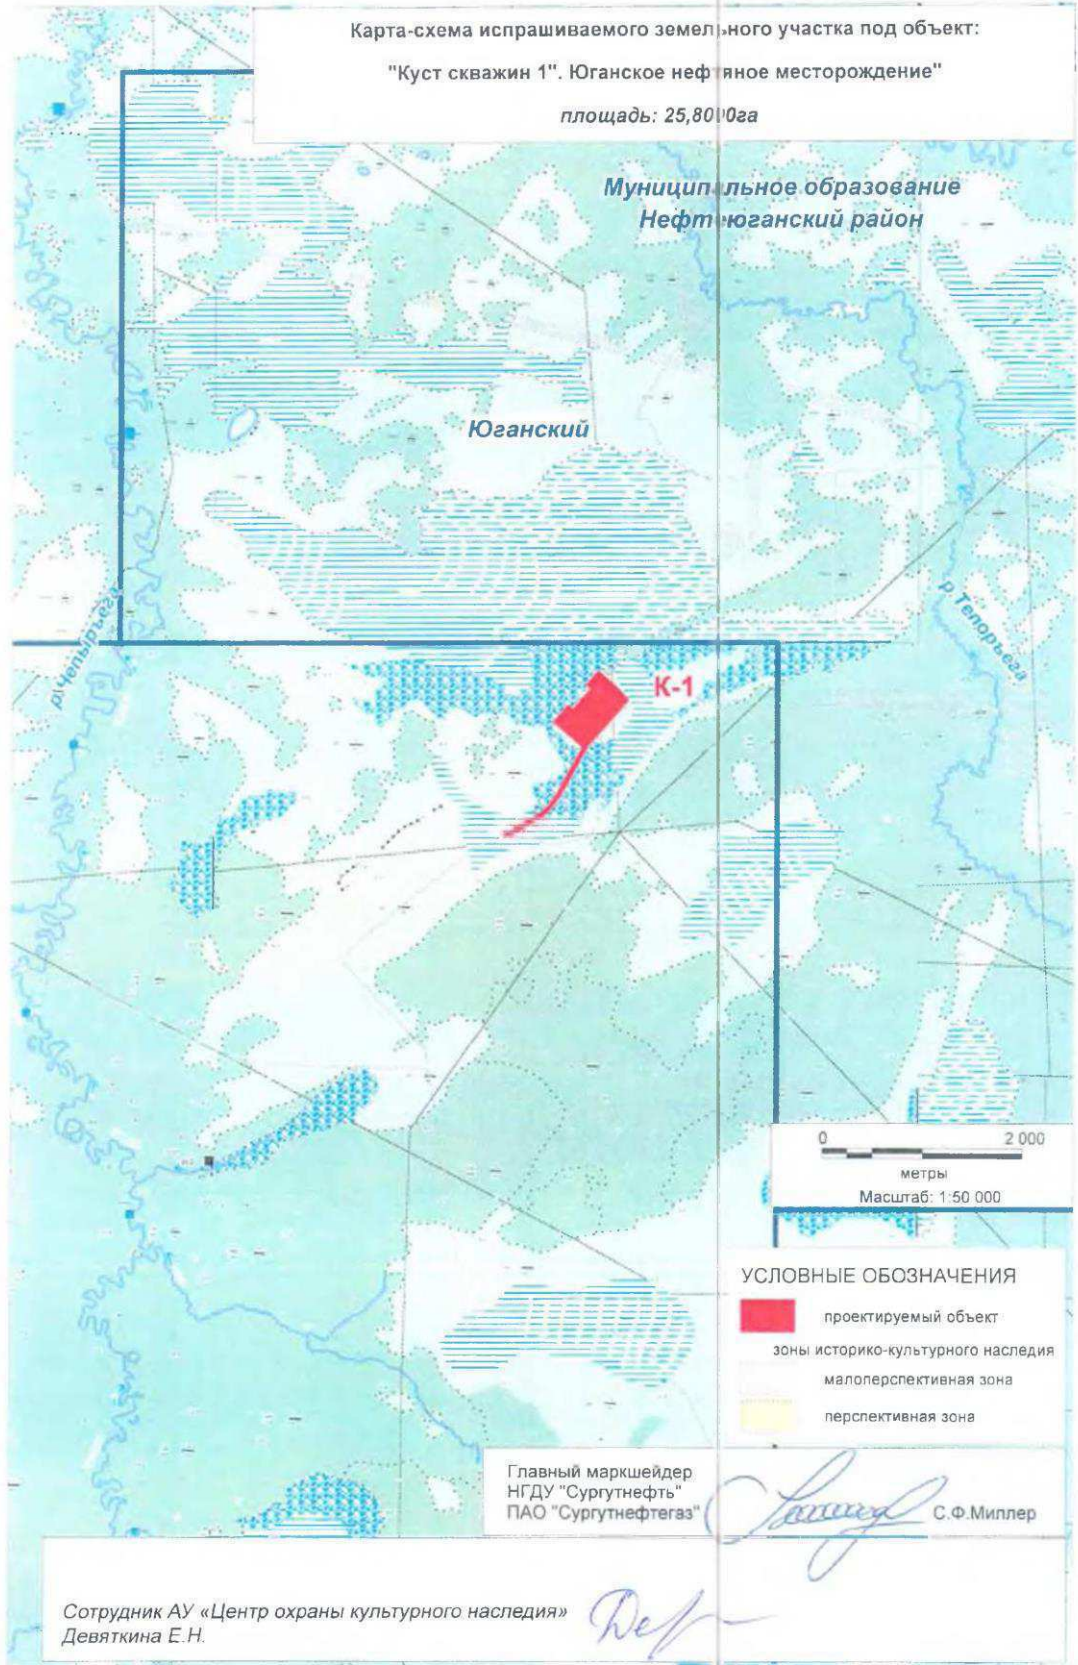 Карта-схема испрашиваемого земельного участка под объект:
"Куст скважин 1". Юганское нефтяное месторождение"
площадь: 25,8000га
Муниципальное образование
Нефтеюганский район
Юганский
р.Чепыръега
р.Тепоръега
К-1
0 2 000
метры
Масштаб: 1:50 000
УСЛОВНЫЕ ОБОЗНАЧЕНИЯ
проектируемый объект
зоны историко-культурного наследия
малоперспективная зона
перспективная зона
Главный маркшейдер
НГДУ "Сургутнефть"
ПАО "Сургутнефтегаз"
С.Ф.Миллер
Сотрудник АУ «Центр охраны культурного наследия»
Девяткина Е.Н.